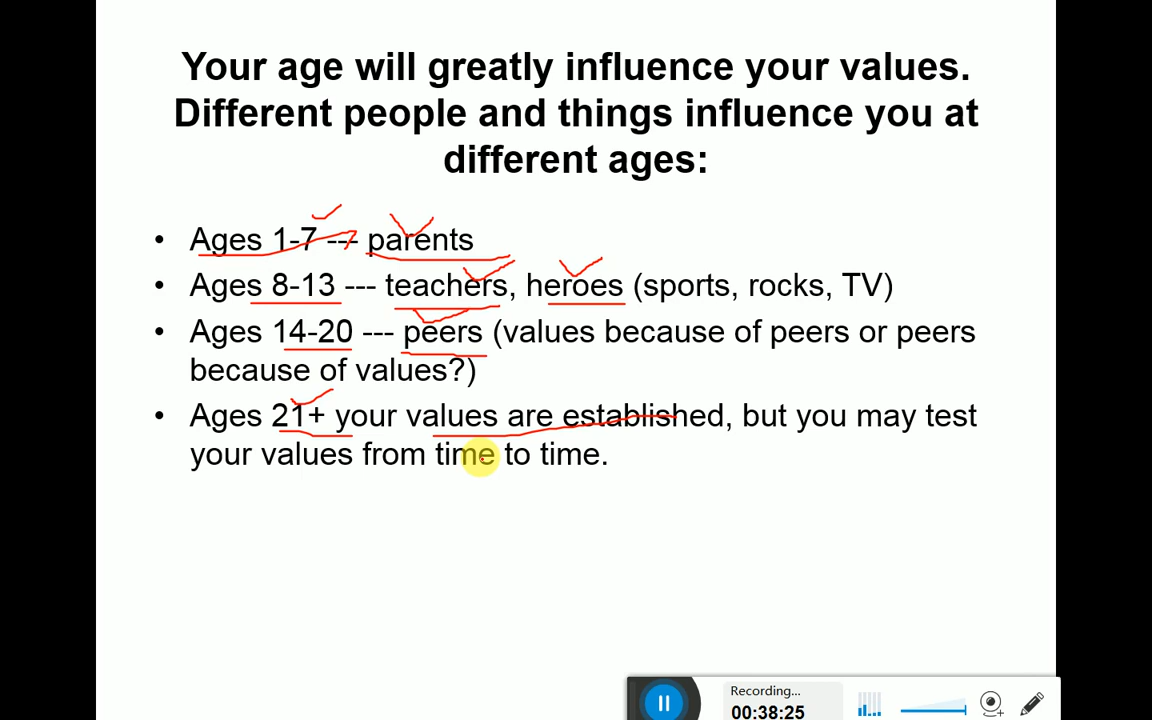 Your age will greatly influence your values.
Different people and things influence you at
different ages:
• Ages 1-7 --- parents
• Ages 8-13 --- teachers, heroes (sports, rocks, TV)
• Ages 14-20 --- peers (values because of peers or peers
because of values?)
• Ages 21+ your values are established, but you may test
your values from time to time.
Recording...
00:38:25